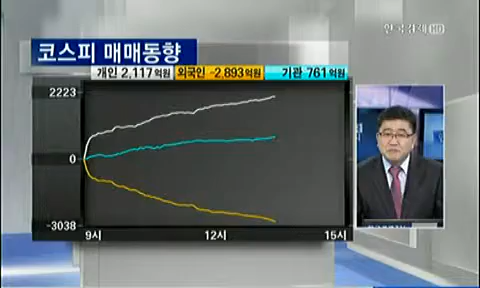 한국경제 HD
코스피 매매동향
개인 2,117억원 외국인 -2,893억원 기관 761억원
2223
0
-3038
9시 12시 15시